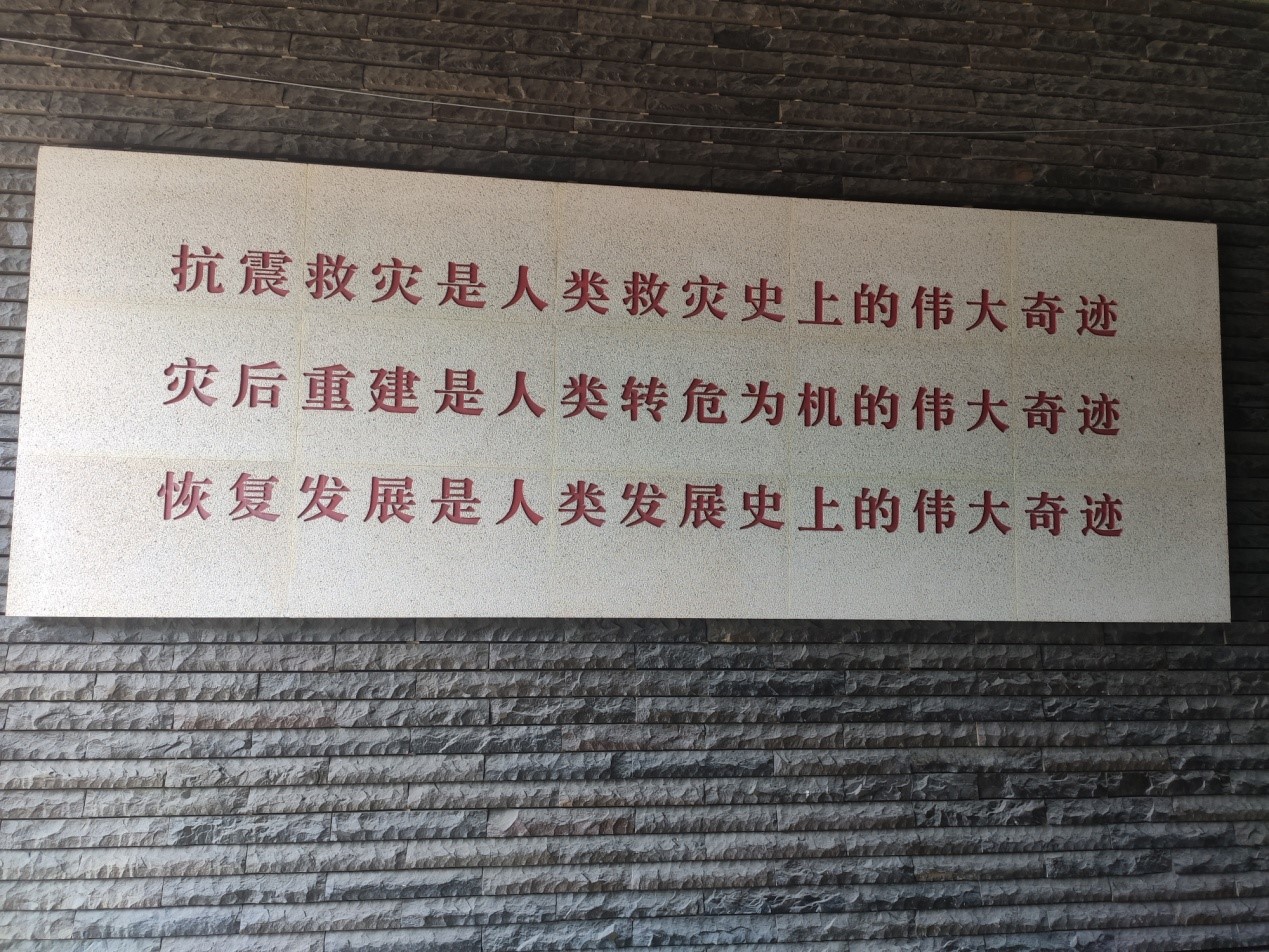 抗震救灾是人类救灾史上的伟大奇迹
灾后重建是人类转危为机的伟大奇迹
恢复发展是人类发展史上的伟大奇迹